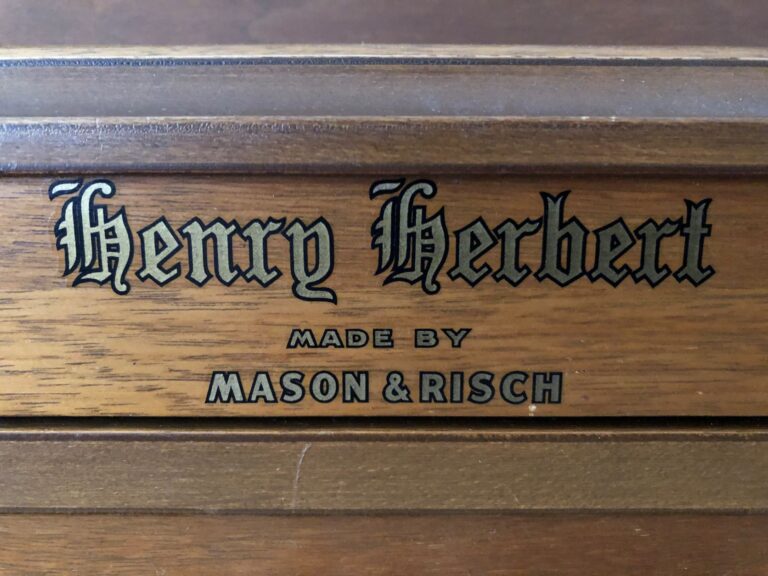 Henry Herbert
MADE BY
MASON & RISCH